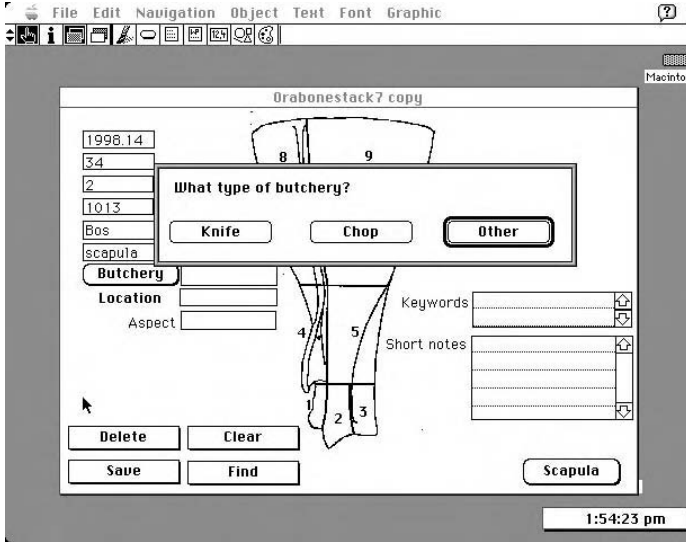 File Edit Navigation Object Text Font Graphic
Macinto
Orabonestack7 copy
1998.14
34
2
1013
Bos
scapula
8
9
What type of butchery?
Knife
Chop
Other
Butchery
Location
Aspect
4
5
1
2
3
Keywords
Short notes
Delete
Clear
Save
Find
Scapula
1:54:23 pm